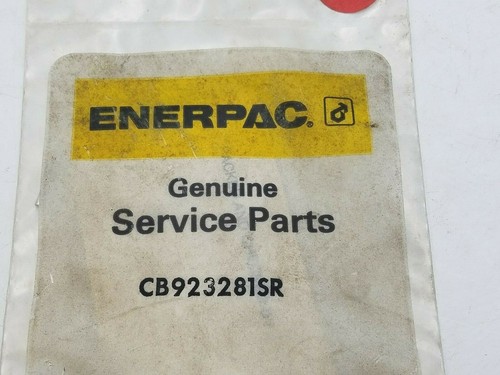 ENERPAC®
Genuine
Service Parts
CB923281SR